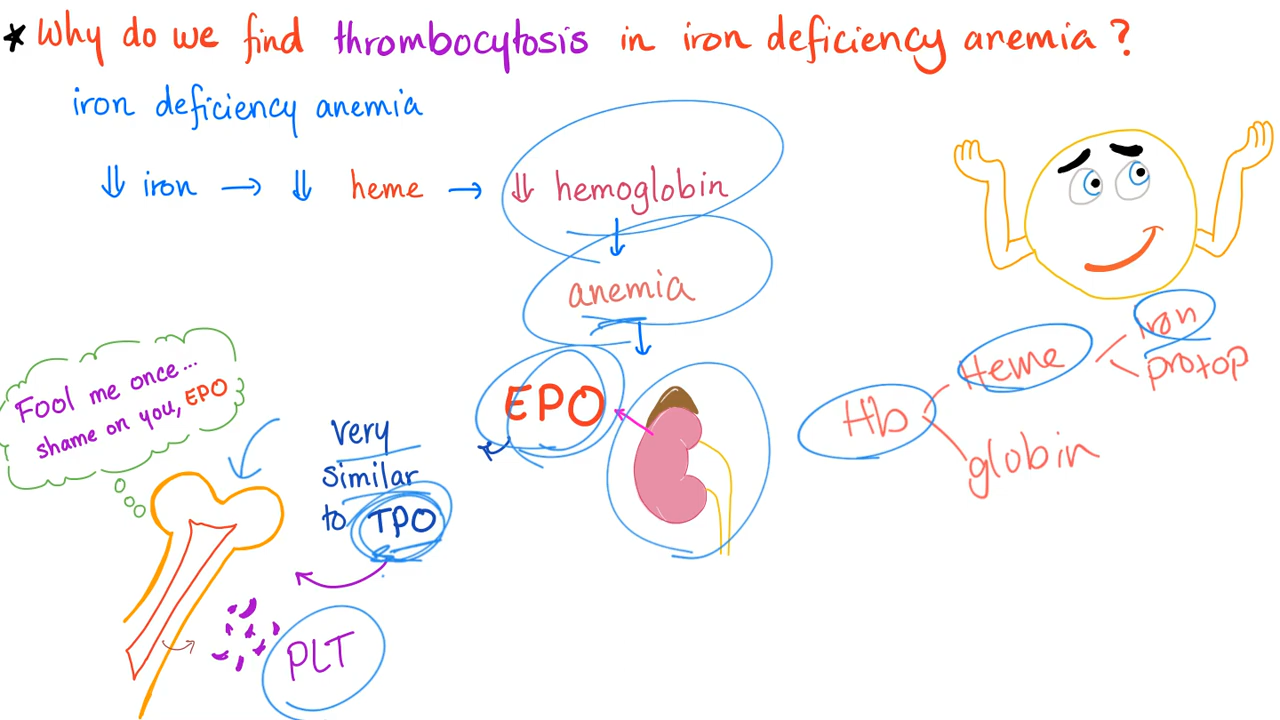 * Why do we find thrombocytosis in iron deficiency anemia?
iron deficiency anemia
⇓ iron → ⇓ heme → ⇓ hemoglobin
↓
anemia
↓
EPO
very
similar
to TPO
Fool me once...
shame on you, EPO
PLT
Hb
Heme
iron
protop
globin